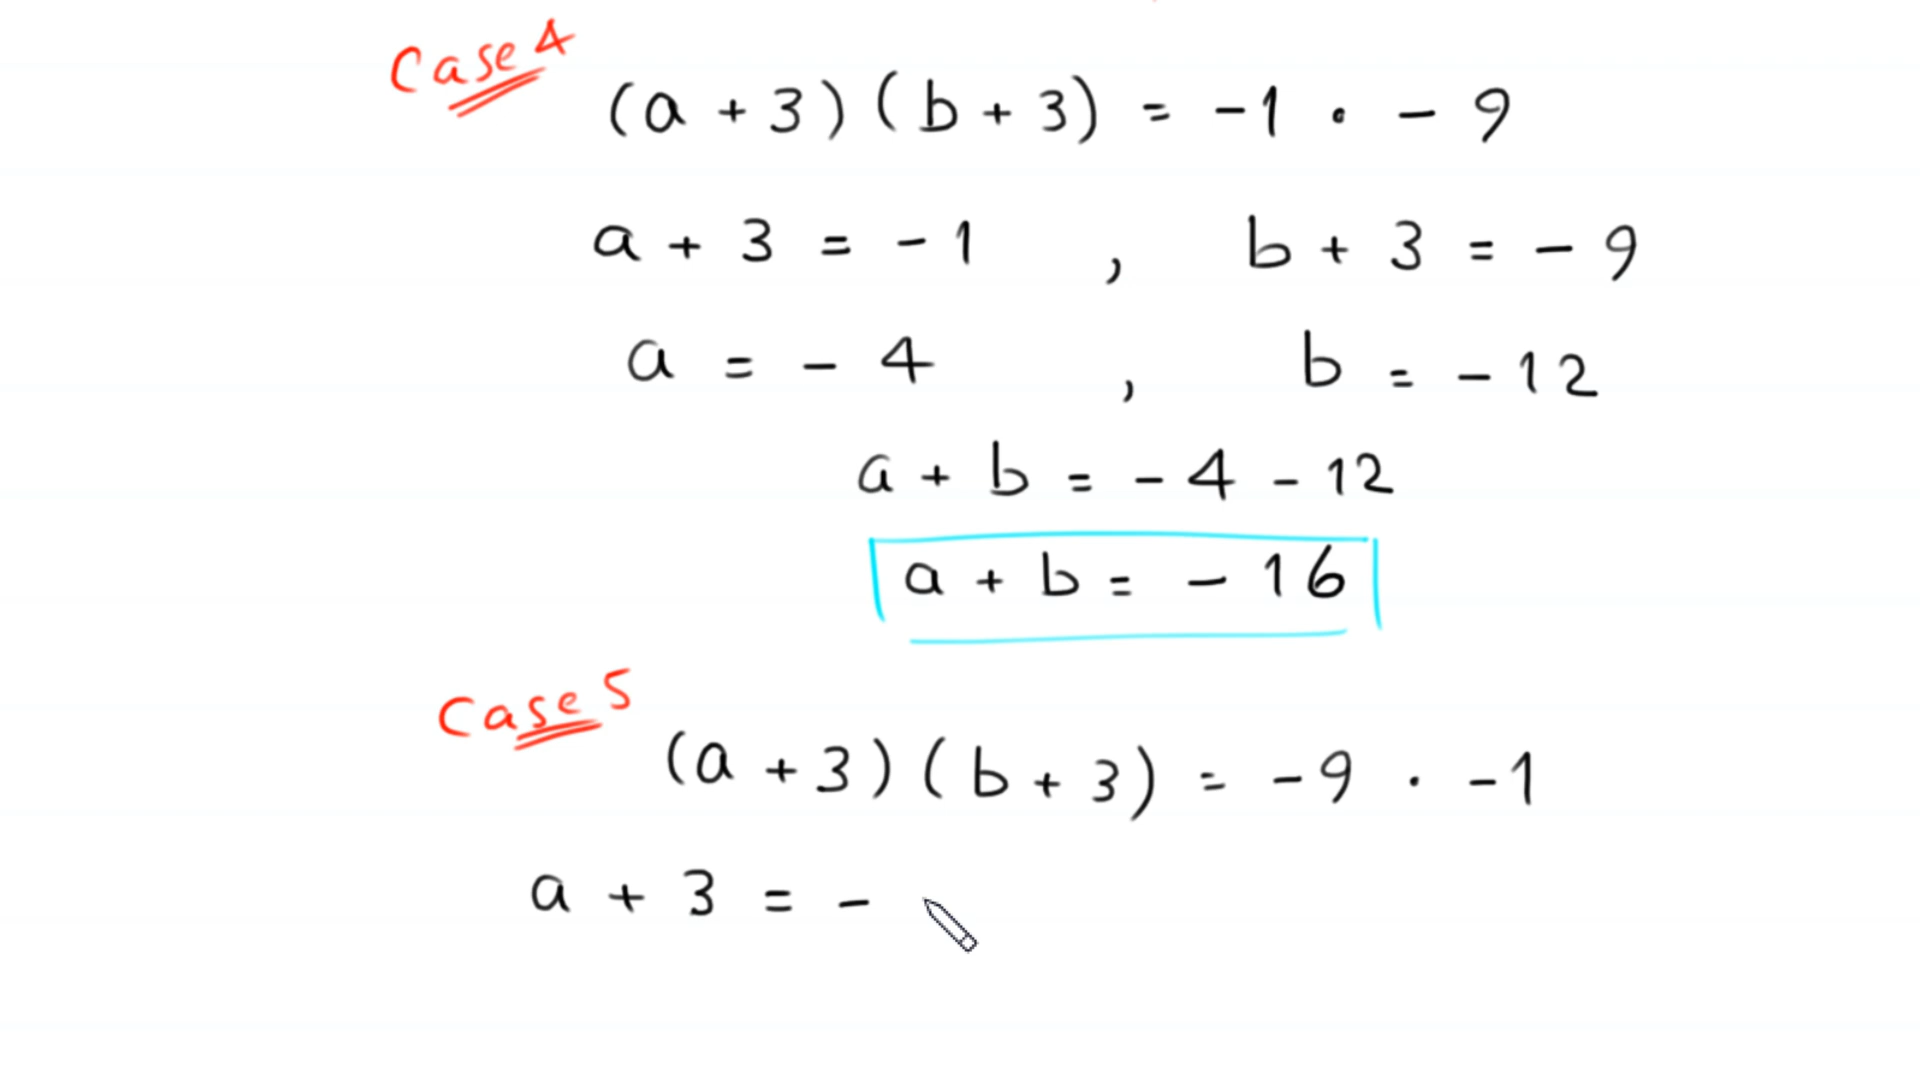 Case 4
(a + 3) (b + 3) = -1 · - 9
a + 3 = - 1 , b + 3 = - 9
a = - 4 , b = - 12
a + b = - 4 - 12
a + b = - 16
Case 5
(a + 3) (b + 3) = - 9 · - 1
a + 3 = -